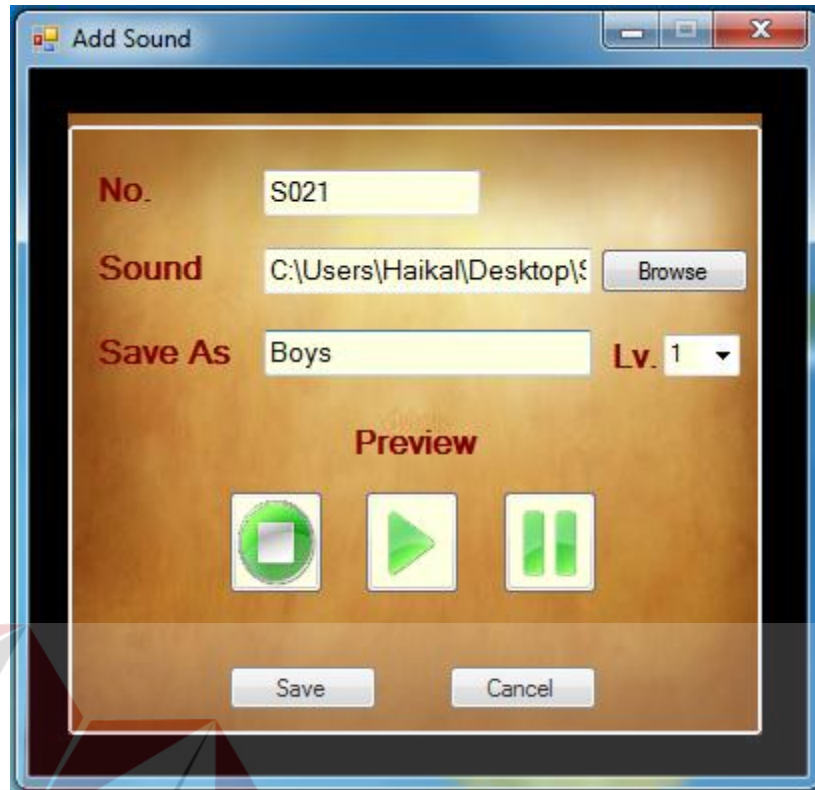 Add Sound
No. S021
Sound C:\Users\Haikal\Desktop\S Browse
Save As Boys Lv. 1
Preview
Save Cancel